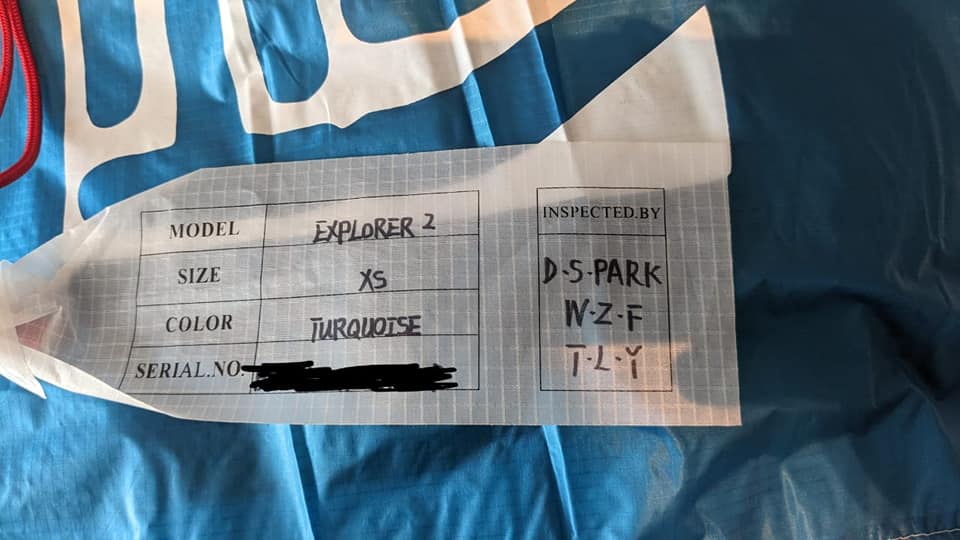 MODEL EXPLORER 2
SIZE XS
COLOR TURQUOISE
SERIAL.NO.
INSPECTED.BY
D-S-PARK
W-Z-F
T-L-Y